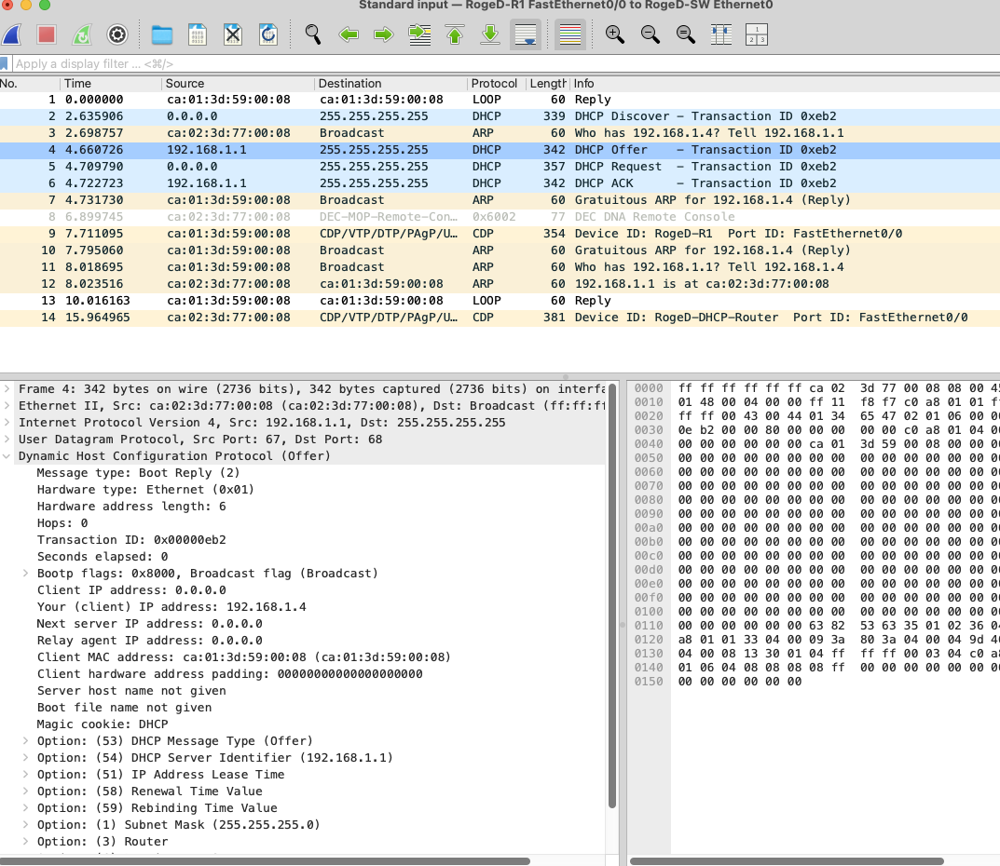 Standard input — RogeD-R1 FastEthernet0/0 to RogeD-SW Ethernet0
Apply a display filter … <⌘/>
No. Time Source Destination Protocol Length Info
1 0.000000 ca:01:3d:59:00:08 ca:01:3d:59:00:08 LOOP 60 Reply
2 2.635906 0.0.0.0 255.255.255.255 DHCP 339 DHCP Discover – Transaction ID 0xeb2
3 2.698757 ca:02:3d:77:00:08 Broadcast ARP 60 Who has 192.168.1.4? Tell 192.168.1.1
4 4.660726 192.168.1.1 255.255.255.255 DHCP 342 DHCP Offer – Transaction ID 0xeb2
5 4.709790 0.0.0.0 255.255.255.255 DHCP 357 DHCP Request – Transaction ID 0xeb2
6 4.722723 192.168.1.1 255.255.255.255 DHCP 342 DHCP ACK – Transaction ID 0xeb2
7 4.731730 ca:01:3d:59:00:08 Broadcast ARP 60 Gratuitous ARP for 192.168.1.4 (Reply)
8 6.899745 ca:02:3d:77:00:08 DEC-MOP-Remote-Con… 0x6002 77 DEC DNA Remote Console
9 7.711095 ca:01:3d:59:00:08 CDP/VTP/DTP/PAgP/U… CDP 354 Device ID: RogeD-R1 Port ID: FastEthernet0/0
10 7.795060 ca:01:3d:59:00:08 Broadcast ARP 60 Gratuitous ARP for 192.168.1.4 (Reply)
11 8.018695 ca:01:3d:59:00:08 Broadcast ARP 60 Who has 192.168.1.1? Tell 192.168.1.4
12 8.023516 ca:02:3d:77:00:08 ca:01:3d:59:00:08 ARP 60 192.168.1.1 is at ca:02:3d:77:00:08
13 10.016163 ca:01:3d:59:00:08 ca:01:3d:59:00:08 LOOP 60 Reply
14 15.964965 ca:02:3d:77:00:08 CDP/VTP/DTP/PAgP/U… CDP 381 Device ID: RogeD-DHCP-Router Port ID: FastEthernet0/0
Frame 4: 342 bytes on wire (2736 bits), 342 bytes captured (2736 bits) on interfa
Ethernet II, Src: ca:02:3d:77:00:08 (ca:02:3d:77:00:08), Dst: Broadcast (ff:ff:ff
Internet Protocol Version 4, Src: 192.168.1.1, Dst: 255.255.255.255
User Datagram Protocol, Src Port: 67, Dst Port: 68
Dynamic Host Configuration Protocol (Offer)
Message type: Boot Reply (2)
Hardware type: Ethernet (0x01)
Hardware address length: 6
Hops: 0
Transaction ID: 0x00000eb2
Seconds elapsed: 0
Bootp flags: 0x8000, Broadcast flag (Broadcast)
Client IP address: 0.0.0.0
Your (client) IP address: 192.168.1.4
Next server IP address: 0.0.0.0
Relay agent IP address: 0.0.0.0
Client MAC address: ca:01:3d:59:00:08 (ca:01:3d:59:00:08)
Client hardware address padding: 00000000000000000000
Server host name not given
Boot file name not given
Magic cookie: DHCP
Option: (53) DHCP Message Type (Offer)
Option: (54) DHCP Server Identifier (192.168.1.1)
Option: (51) IP Address Lease Time
Option: (58) Renewal Time Value
Option: (59) Rebinding Time Value
Option: (1) Subnet Mask (255.255.255.0)
Option: (3) Router
0000 ff ff ff ff ff ff ca 02 3d 77 00 08 08 00 45
0010 01 48 00 04 00 00 ff 11 f8 f7 c0 a8 01 01 ff
0020 ff ff 00 43 00 44 01 34 65 47 02 01 06 00 00
0030 0e b2 00 00 80 00 00 00 00 00 c0 a8 01 04 00
0040 00 00 00 00 00 00 ca 01 3d 59 00 08 00 00 00
0050 00 00 00 00 00 00 00 00 00 00 00 00 00 00 00
0060 00 00 00 00 00 00 00 00 00 00 00 00 00 00 00
0070 00 00 00 00 00 00 00 00 00 00 00 00 00 00 00
0080 00 00 00 00 00 00 00 00 00 00 00 00 00 00 00
0090 00 00 00 00 00 00 00 00 00 00 00 00 00 00 00
00a0 00 00 00 00 00 00 00 00 00 00 00 00 00 00 00
00b0 00 00 00 00 00 00 00 00 00 00 00 00 00 00 00
00c0 00 00 00 00 00 00 00 00 00 00 00 00 00 00 00
00d0 00 00 00 00 00 00 00 00 00 00 00 00 00 00 00
00e0 00 00 00 00 00 00 00 00 00 00 00 00 00 00 00
00f0 00 00 00 00 00 00 00 00 00 00 00 00 00 00 00
0100 00 00 00 00 00 00 00 00 00 00 00 00 00 00 00
0110 00 00 00 00 00 00 63 82 53 63 35 01 02 36 04
0120 a8 01 01 33 04 00 09 3a 80 3a 04 00 04 9d 40
0130 04 00 08 13 30 01 04 ff ff ff 00 03 04 c0 a8
0140 01 06 04 08 08 08 08 ff 00 00 00 00 00 00 00
0150 00 00 00 00 00 00